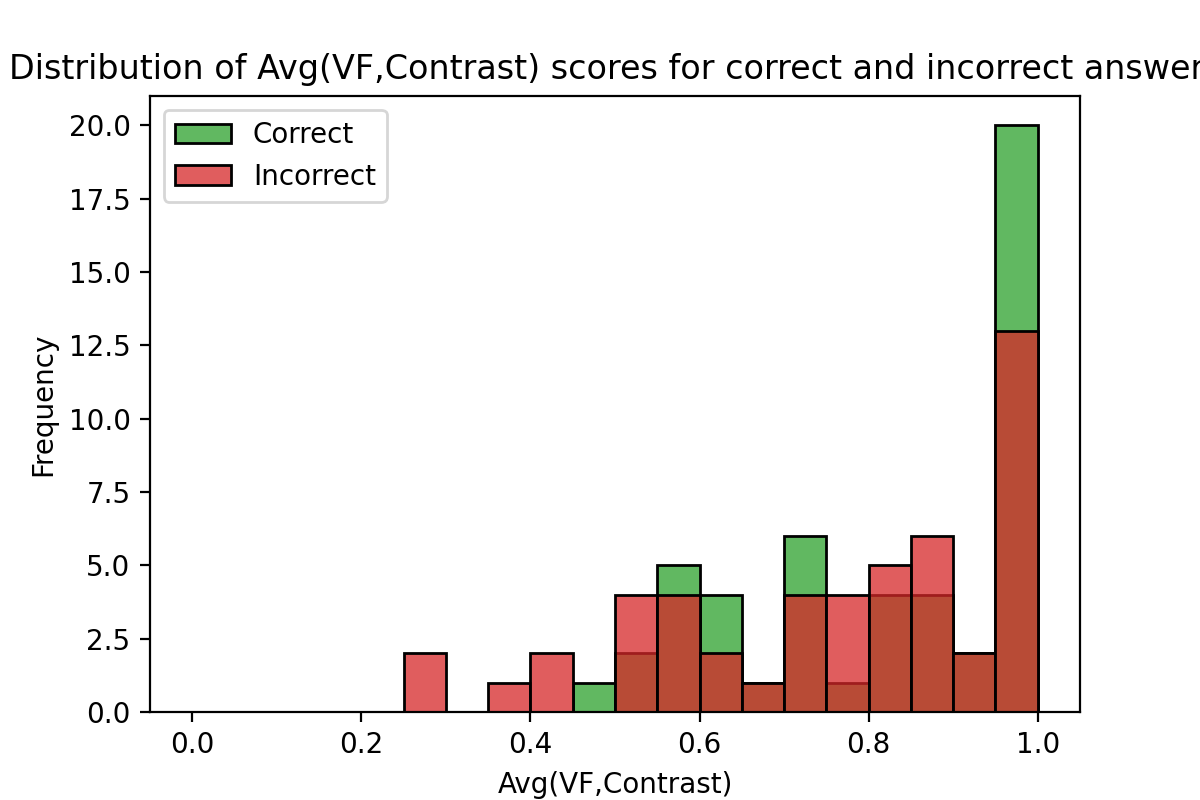 Distribution of Avg(VF,Contrast) scores for correct and incorrect answer
Correct
Incorrect
Frequency
20.0
17.5
15.0
12.5
10.0
7.5
5.0
2.5
0.0
0.0 0.2 0.4 0.6 0.8 1.0
Avg(VF,Contrast)